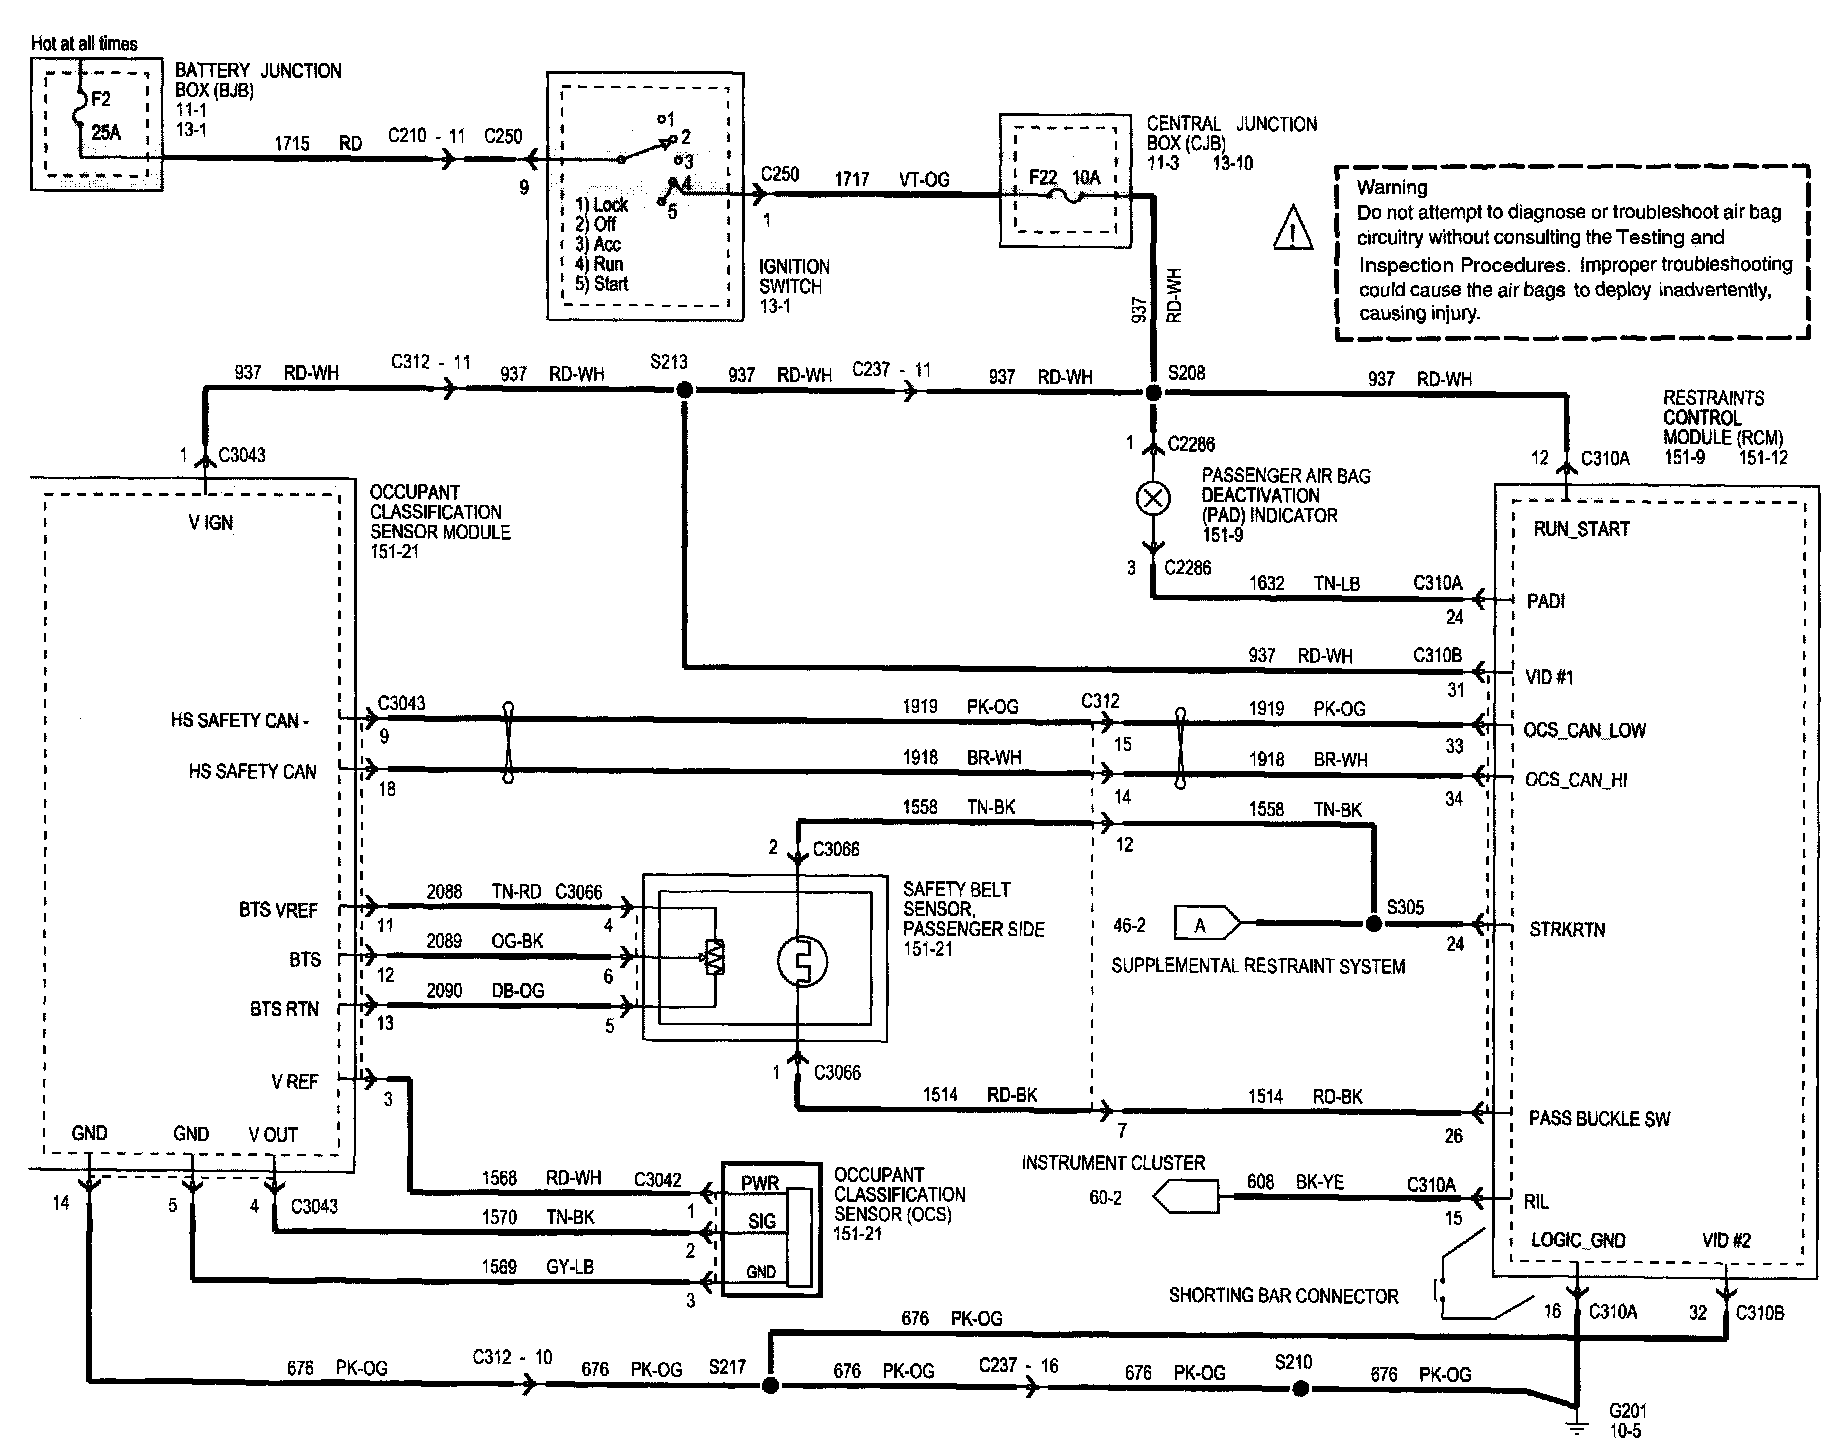 Hot at all times
F2
25A
BATTERY JUNCTION
BOX (BJB)
11-1
13-1
1715 RD
C210 - 11
C250
9
1
2
3
4
5
1) Lock
2) Off
3) Acc
4) Run
5) Start
IGNITION
SWITCH
13-1
C250
1
1717 VT-OG
F22 10A
CENTRAL JUNCTION
BOX (CJB)
11-3 13-10
937 RD-WH
Warning
Do not attempt to diagnose or troubleshoot air bag
circuitry without consulting the Testing and
Inspection Procedures. Improper troubleshooting
could cause the air bags to deploy inadvertently,
causing injury.
937 RD-WH
C312 - 11
937 RD-WH
S213
937 RD-WH
C237 - 11
937 RD-WH
S208
937 RD-WH
RESTRAINTS
CONTROL
MODULE (RCM)
151-9 151-12
1 C3043
1 C2286
12 C310A
OCCUPANT
CLASSIFICATION
SENSOR MODULE
151-21
V IGN
PASSENGER AIR BAG
DEACTIVATION
(PAD) INDICATOR
151-9
RUN_START
3 C2286
1632 TN-LB C310A
24
PADI
937 RD-WH C310B
31
VID #1
HS SAFETY CAN -
C3043
9
1919 PK-OG
C312
15
1919 PK-OG
33
OCS_CAN_LOW
HS SAFETY CAN
18
1918 BR-WH
14
1918 BR-WH
34
OCS_CAN_HI
1558 TN-BK
12
1558 TN-BK
2 C3066
BTS VREF
11
2088 TN-RD C3066
4
SAFETY BELT
SENSOR,
PASSENGER SIDE
151-21
46-2
A
S305
24
STRKRTN
SUPPLEMENTAL RESTRAINT SYSTEM
BTS
12
2089 OG-BK
6
BTS RTN
13
2090 DB-OG
5
1 C3066
V REF
3
1514 RD-BK
7
1514 RD-BK
26
PASS BUCKLE SW
GND
GND
V OUT
INSTRUMENT CLUSTER
60-2
608 BK-YE C310A
15
RIL
1568 RD-WH C3042
1
PWR
OCCUPANT
CLASSIFICATION
SENSOR (OCS)
151-21
14
5
4 C3043
1570 TN-BK
2
SIG
1569 GY-LB
3
GND
LOGIC_GND
VID #2
SHORTING BAR CONNECTOR
16 C310A
32 C310B
676 PK-OG
676 PK-OG
C312 - 10
676 PK-OG
S217
676 PK-OG
C237 - 16
676 PK-OG
S210
676 PK-OG
G201
10-5